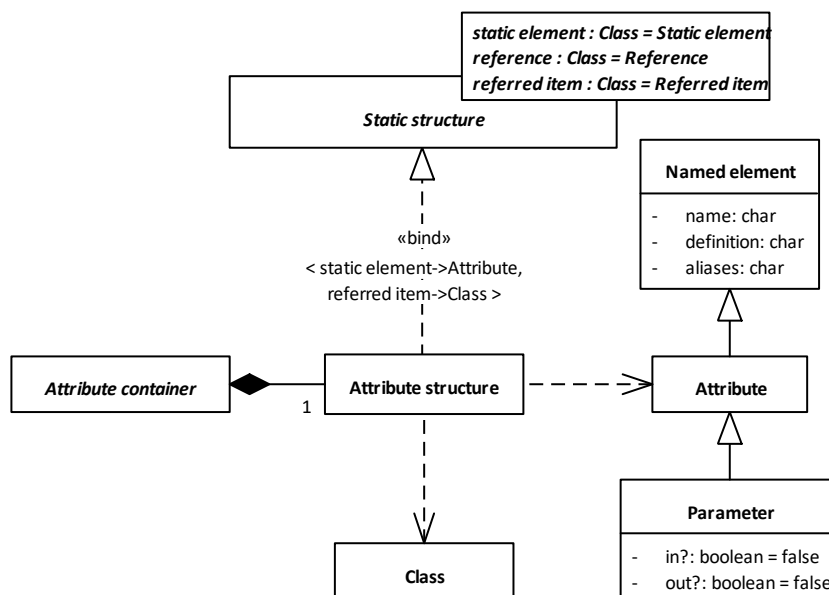 static element : Class = Static element
reference : Class = Reference
referred item : Class = Referred item
Static structure
Named element
- name: char
- definition: char
- aliases: char
«bind»
< static element->Attribute,
referred item->Class >
Attribute container
1
Attribute structure
Attribute
Class
Parameter
- in?: boolean = false
- out?: boolean = false